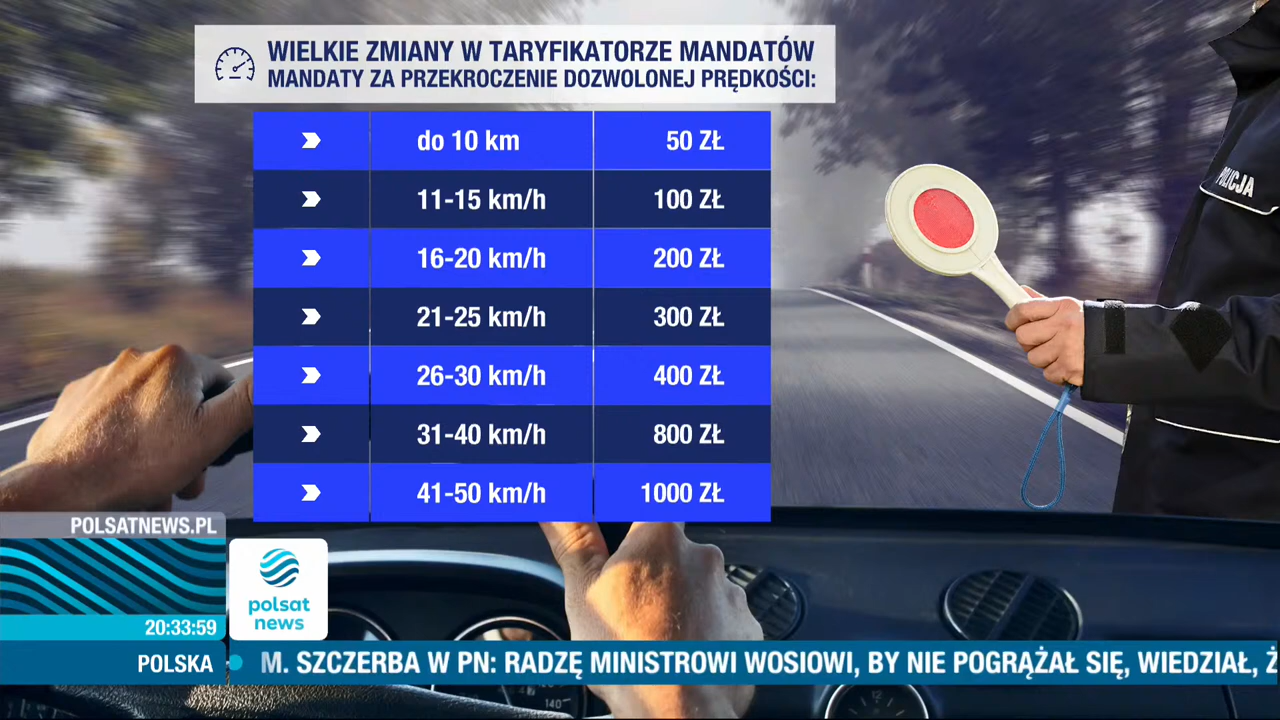 WIELKIE ZMIANY W TARYFIKATORZE MANDATÓW
MANDATY ZA PRZEKROCZENIE DOZWOLONEJ PRĘDKOŚCI:
do 10 km 50 ZŁ
11-15 km/h 100 ZŁ
16-20 km/h 200 ZŁ
21-25 km/h 300 ZŁ
26-30 km/h 400 ZŁ
31-40 km/h 800 ZŁ
41-50 km/h 1000 ZŁ
POLICJA
POLSATNEWS.PL
polsat
news
20:33:59
POLSKA M. SZCZERBA W PN: RADZĘ MINISTROWI WOSIOWI, BY NIE POGRĄŻAŁ SIĘ, WIEDZIAŁ, Ż
140
12